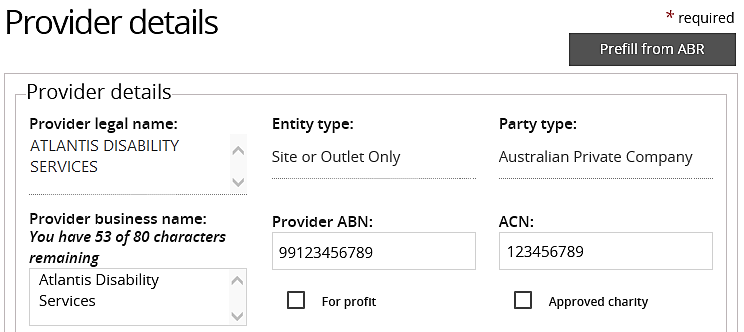 Provider details
* required
Prefill from ABR
Provider details
Provider legal name:
ATLANTIS DISABILITY
SERVICES
Entity type:
Site or Outlet Only
Party type:
Australian Private Company
Provider business name:
You have 53 of 80 characters
remaining
Atlantis Disability
Services
Provider ABN:
99123456789
For profit
ACN:
123456789
Approved charity